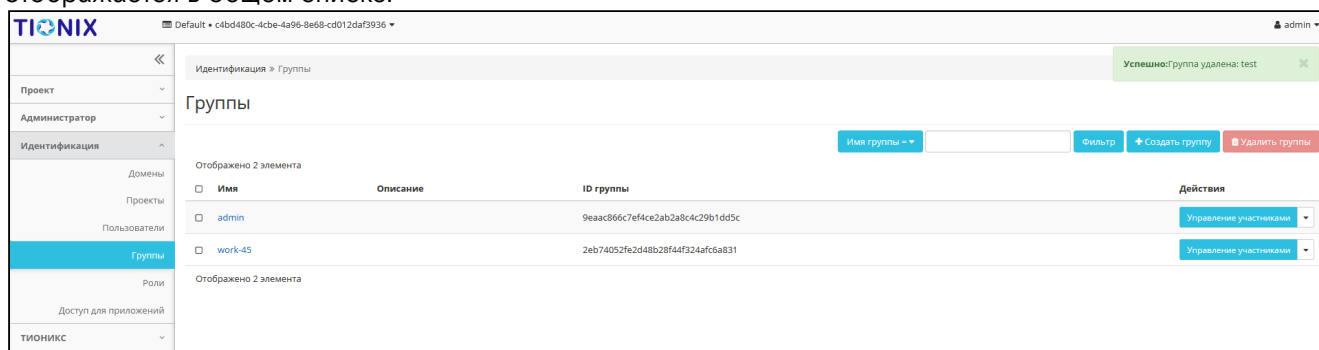 отображается в общем списке.
TIONIX
Default • c4bd480c-4cbe-4a96-8e68-cd012daf3936
admin
Идентификация » Группы
Успешно:Группа удалена: test
Проект
Группы
Администратор
Идентификация
Имя группы =
Фильтр
Создать группу
Удалить группы
Отображено 2 элемента
Домены
Имя Описание ID группы Действия
Проекты
admin 9eaac866c7ef4ce2ab2a8c4c29b1dd5c Управление участниками
Пользователи
work-45 2eb74052fe2d48b28f44f324afc6a831 Управление участниками
Группы
Отображено 2 элемента
Роли
Доступ для приложений
ТИОНИКС